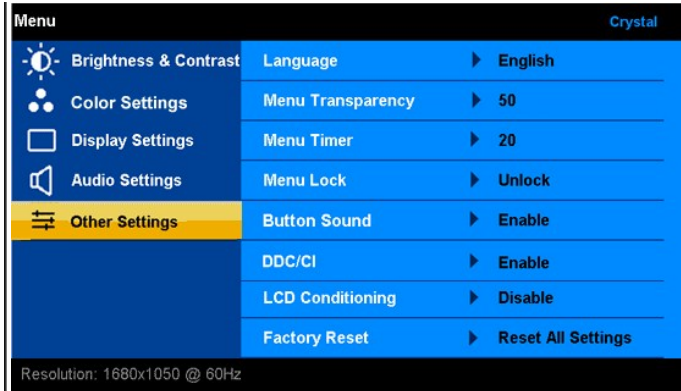 Menu Crystal
Brightness & Contrast Language English
Color Settings Menu Transparency 50
Display Settings Menu Timer 20
Audio Settings Menu Lock Unlock
Other Settings Button Sound Enable
DDC/CI Enable
LCD Conditioning Disable
Factory Reset Reset All Settings
Resolution: 1680x1050 @ 60Hz